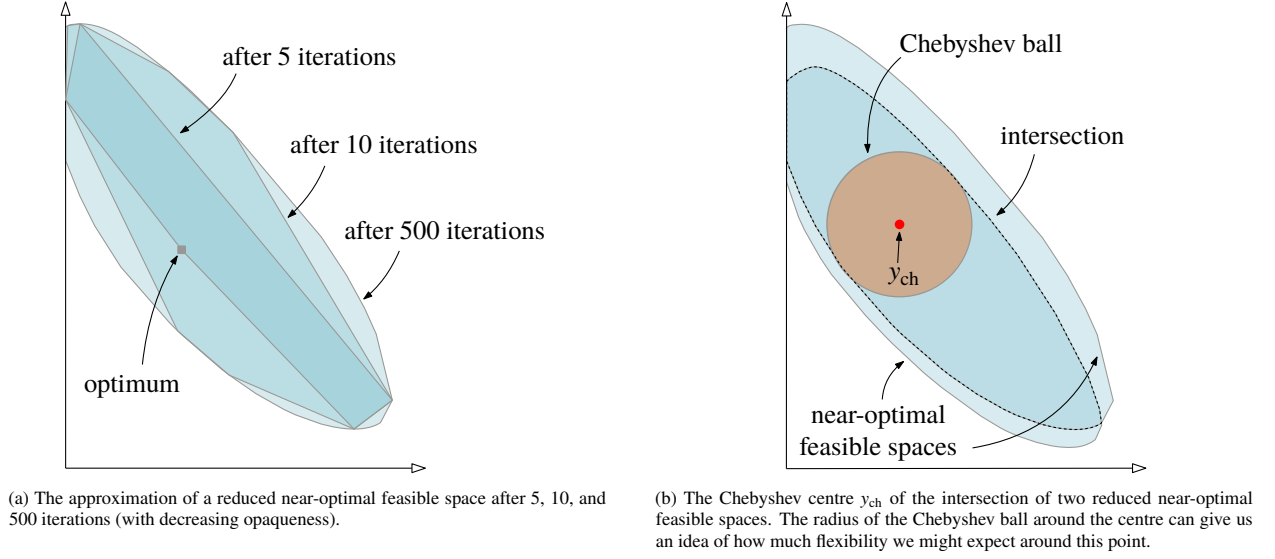 after 5 iterations
after 10 iterations
after 500 iterations
optimum
(a) The approximation of a reduced near-optimal feasible space after 5, 10, and
500 iterations (with decreasing opaqueness).
Chebyshev ball
intersection
y_ch
near-optimal
feasible spaces
(b) The Chebyshev centre y_ch of the intersection of two reduced near-optimal
feasible spaces. The radius of the Chebyshev ball around the centre can give us
an idea of how much flexibility we might expect around this point.